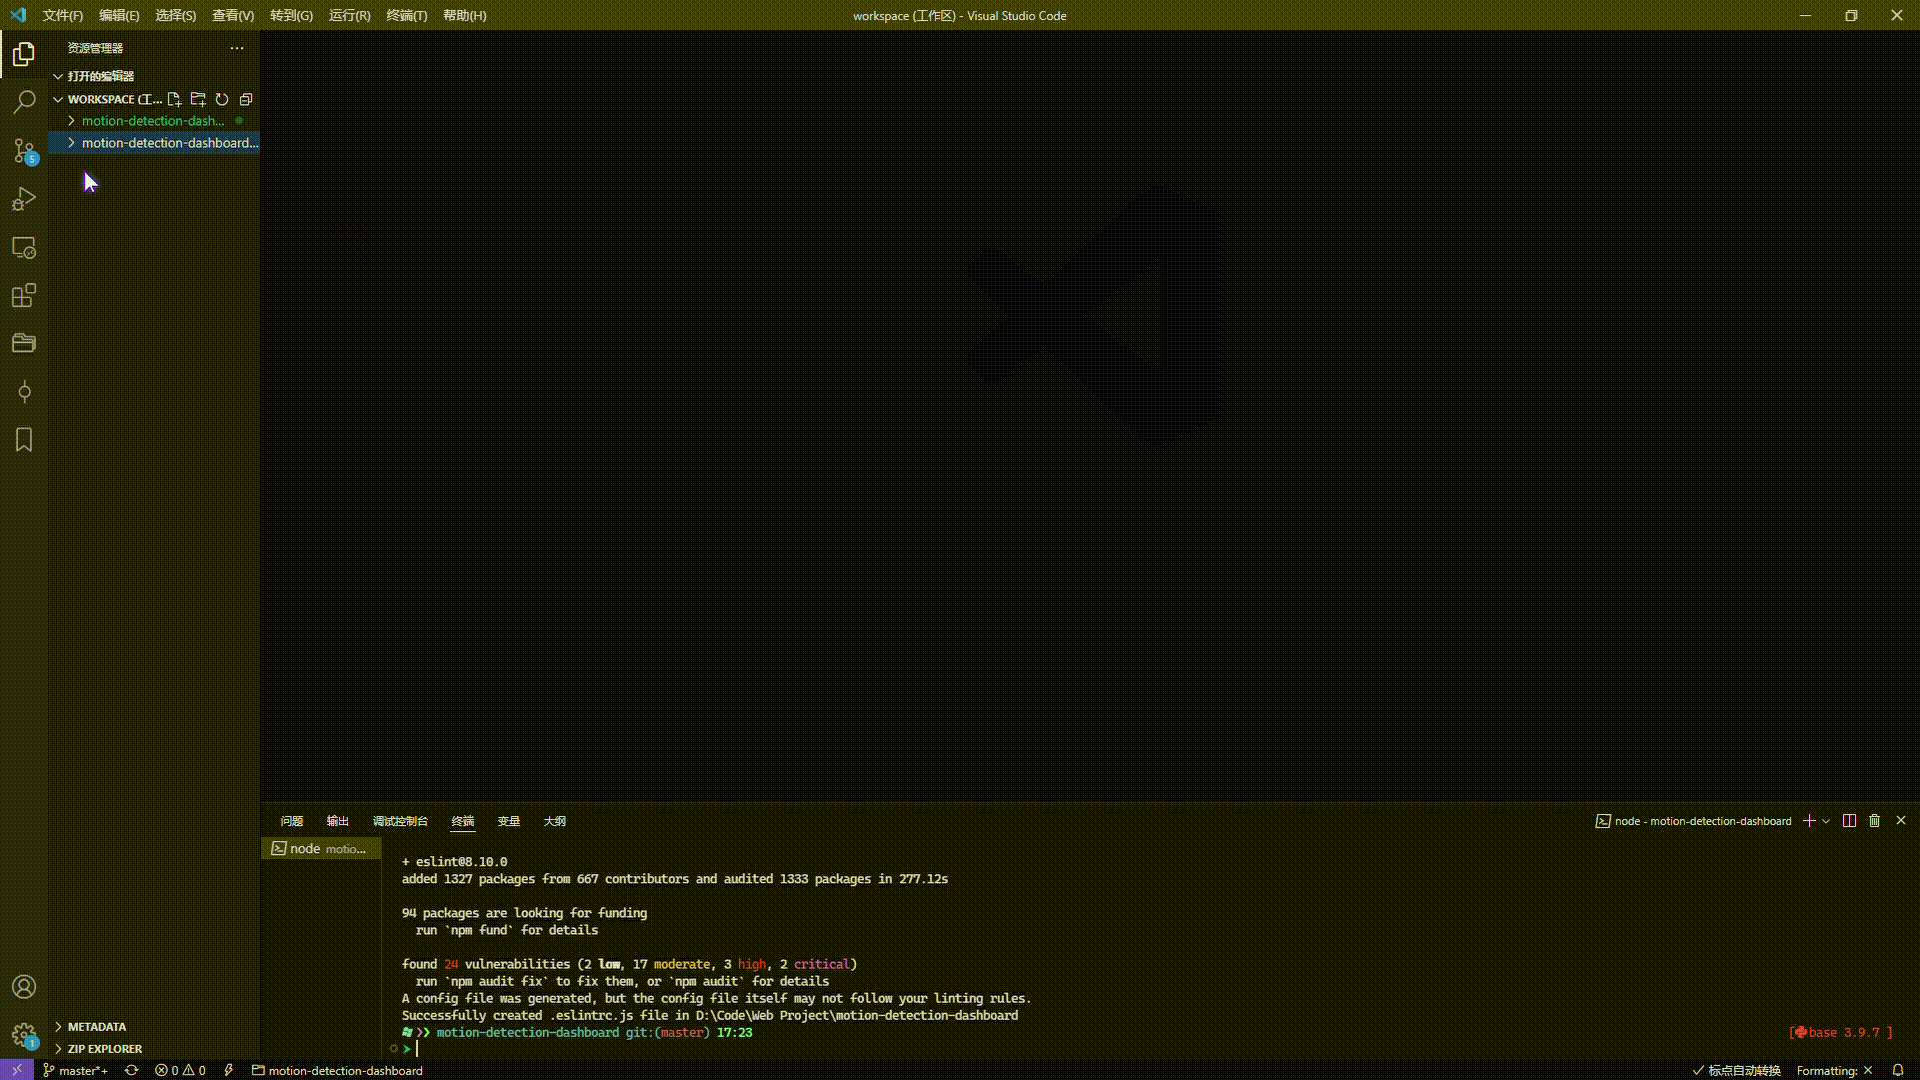 文件(F) 编辑(E) 选择(S) 查看(V) 转到(G) 运行(R) 终端(T) 帮助(H)
workspace (工作区) - Visual Studio Code
资源管理器
打开的编辑器
WORKSPACE (工...
motion-detection-dash...
motion-detection-dashboard...
5
问题 输出 调试控制台 终端 变量 大纲
node - motion-detection-dashboard
node motio...
+ eslint@8.10.0
added 1327 packages from 667 contributors and audited 1333 packages in 277.12s
94 packages are looking for funding
run `npm fund` for details
found 24 vulnerabilities (2 low, 17 moderate, 3 high, 2 critical)
run `npm audit fix` to fix them, or `npm audit` for details
A config file was generated, but the config file itself may not follow your linting rules.
Successfully created .eslintrc.js file in D:\Code\Web Project\motion-detection-dashboard
❯❯ motion-detection-dashboard git:(master) 17:23
[base 3.9.7 ]
➤
METADATA
ZIP EXPLORER
1
master*+ 0 0 motion-detection-dashboard
标点自动转换 Formatting: ✕